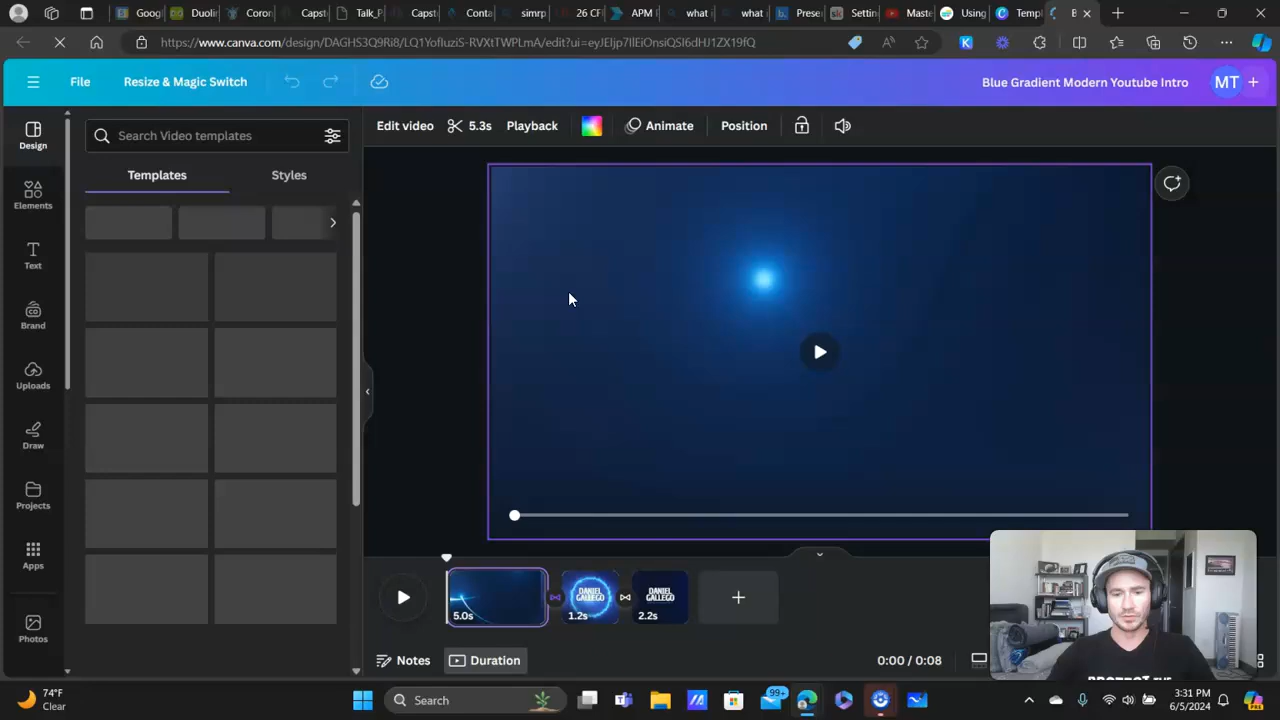 Goog
Duolin
Coron
Capst
Talk_P
Capst
Conta
simrp
26 CF
APM I
what
what
Prese
Settin
Maste
Using
Templ
B
https://www.canva.com/design/DAGHS3Q9Ri8/LQ1YofIuziS-RVXtTWPLmA/edit?ui=eyJEIjp7IlEiOnsiQSI6dHJ1ZX19fQ
File
Resize & Magic Switch
Blue Gradient Modern Youtube Intro
MT
Design
Elements
Text
Brand
Uploads
Draw
Projects
Apps
Photos
Search Video templates
Templates
Styles
Edit video
5.3s
Playback
Animate
Position
5.0s
DANIEL
GALLEGO
1.2s
DANIEL
GALLEGO
2.2s
Notes
Duration
0:00 / 0:08
74°F
Clear
Search
99+
3:31 PM
6/5/2024